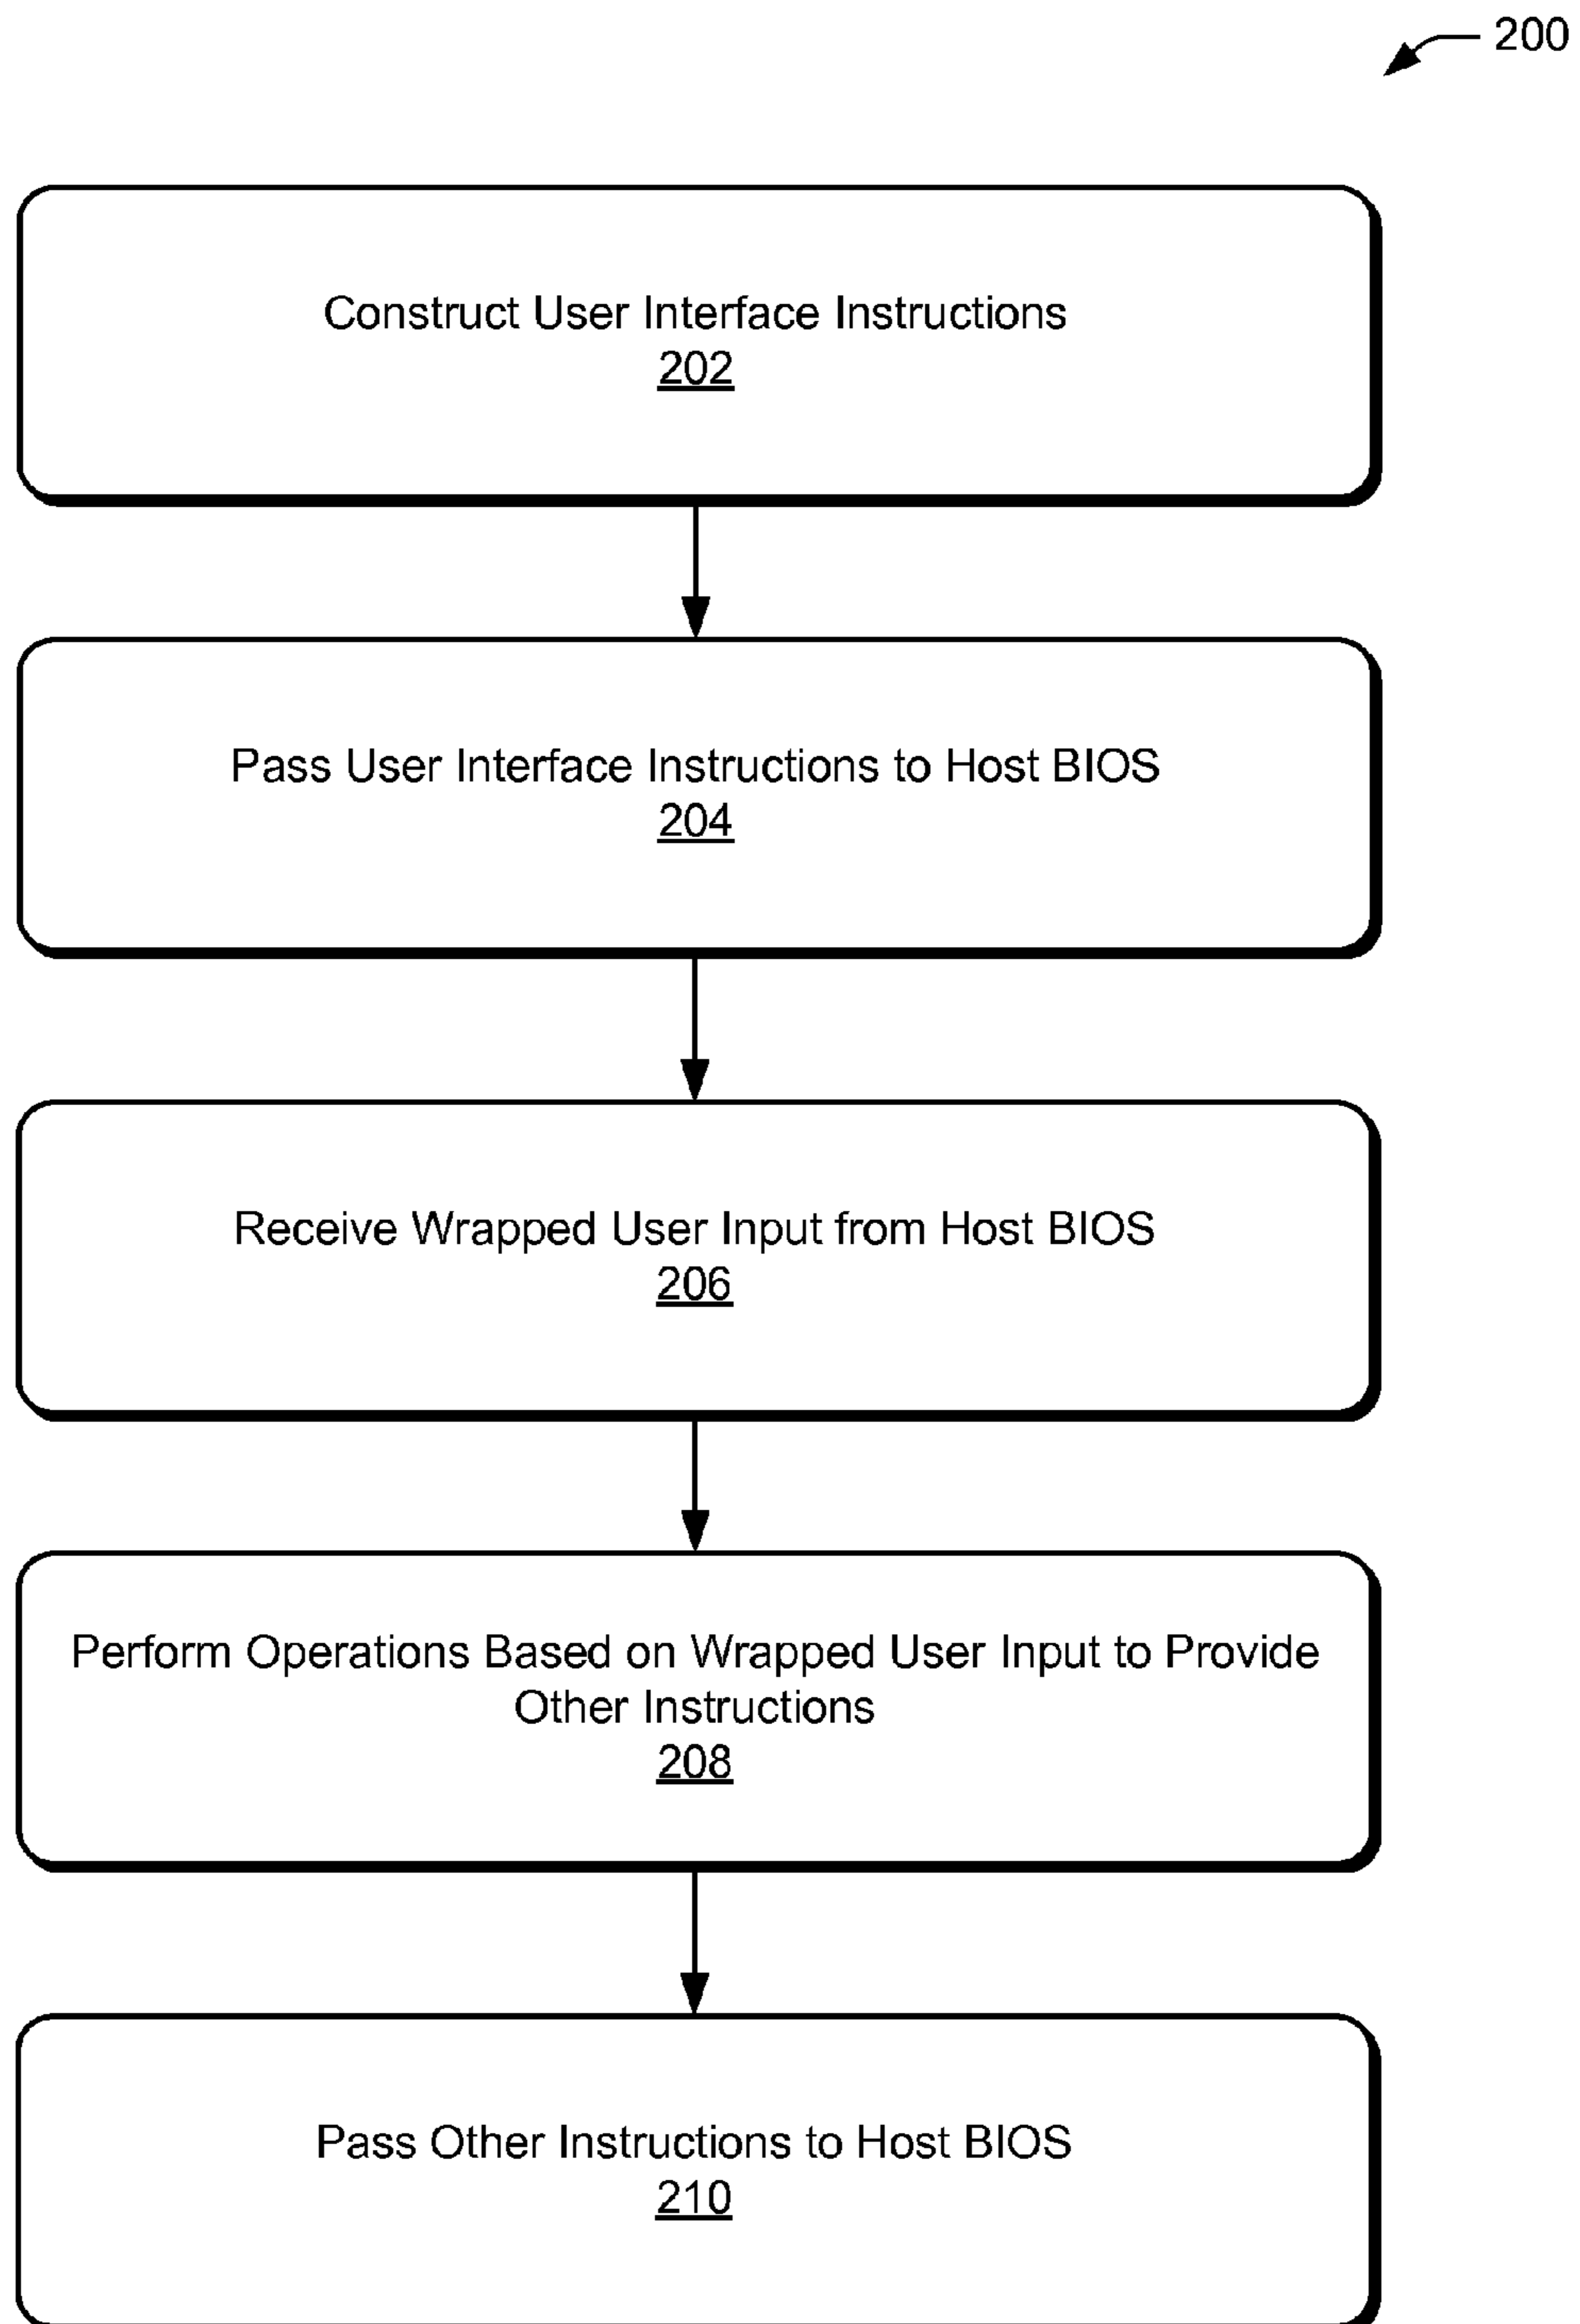 200
Construct User Interface Instructions
202
Pass User Interface Instructions to Host BIOS
204
Receive Wrapped User Input from Host BIOS
206
Perform Operations Based on Wrapped User Input to Provide
Other Instructions
208
Pass Other Instructions to Host BIOS
210